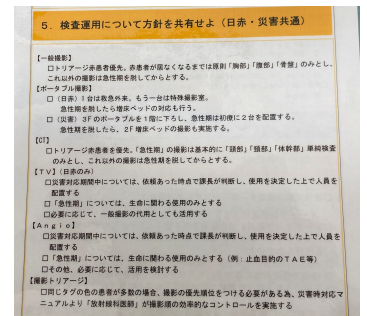 5．検査運用について方針を共有せよ（日赤・災害共通）
【一般撮影】
□トリアージ赤患者優先。赤患者が居なくなるまでは原則「胸部」「腹部」「骨盤」のみとし、
これ以外の撮影は急性期を脱してからとする。
【ポータブル撮影】
□（日赤）1台は救急外来。もう一台は特殊撮影室。
急性期を脱したら増床ベッドの対応も行う。
□（災害）3Fのポータブルを1階に下ろし、急性期は初療に2台を配置する。
急性期を脱したら、2F増床ベッドの撮影も実施する。
【CT】
□トリアージ赤患者を優先。「急性期」の撮影は基本的に「頭部」「頸部」「体幹部」単純検査
のみとし、これ以外の撮影は急性期を脱してからとする。
【TV】（日赤のみ）
□災害対応期間中については、依頼あった時点で課長が判断し、使用を決定した上で人員を
配置する
□「急性期」については、生命に関わる使用のみとする
□必要に応じて、一般撮影の代用としても活用する
【Angio】
□災害対応期間中については、依頼あった時点で課長が判断し、使用を決定した上で人員を
配置する
□「急性期」については、生命に関わる使用のみとする（例：止血目的のTAE等）
□その他、必要に応じて、活用を検討する
【撮影トリアージ】
□同じタグの色の患者が多数の場合、撮影の優先順位をつける必要がある為、災害時対応マ
ニュアルより「放射線科医師」が撮影順の効率的なコントロールを実施する